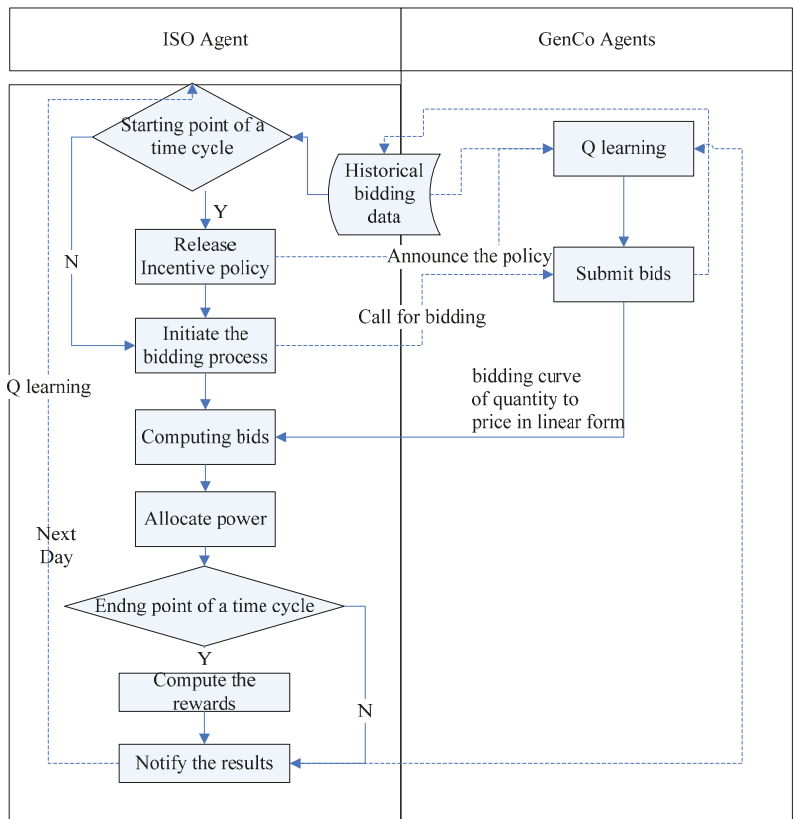 ISO Agent
GenCo Agents
Starting point of a
time cycle
Historical
bidding
data
Q learning
Y
Release
Incentive policy
Announce the policy
Submit bids
N
Call for bidding
Initiate the
bidding process
Q learning
bidding curve
of quantity to
price in linear form
Computing bids
Allocate power
Next
Day
Endng point of a time cycle
Y
Compute the
rewards
N
Notify the results